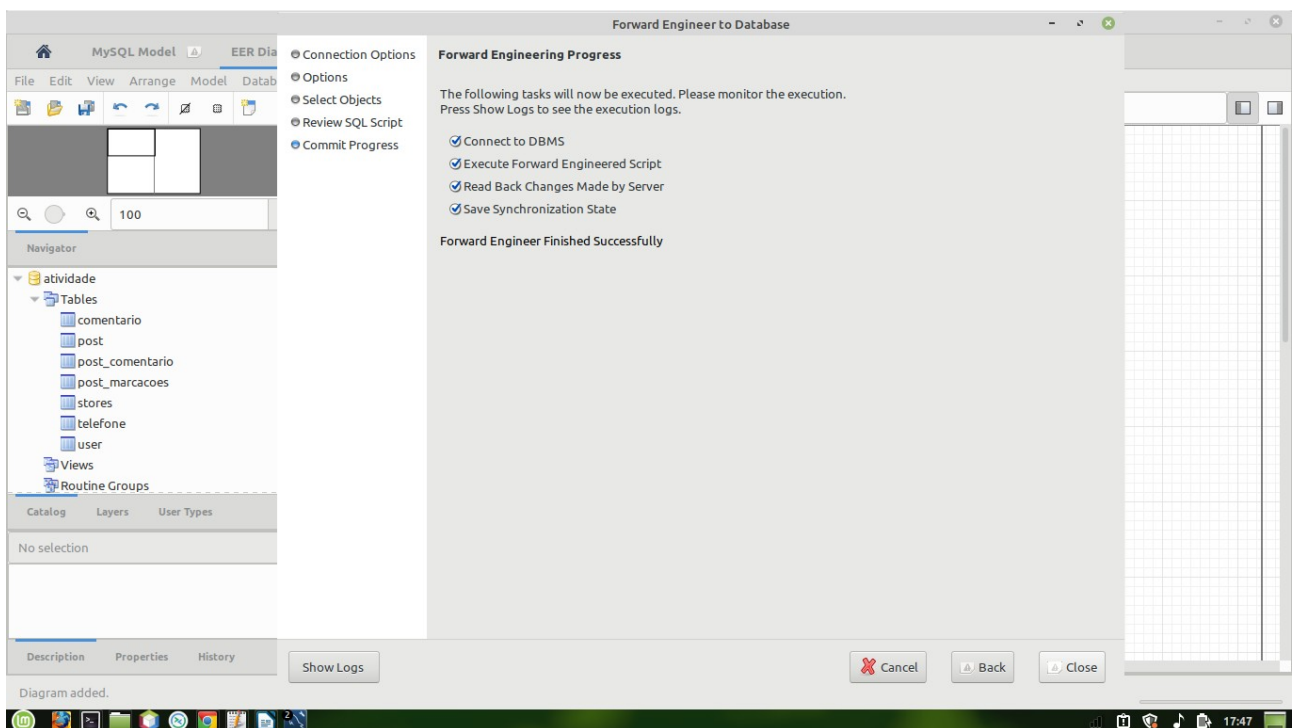 Forward Engineer to Database
MySQL Model
EER Dia
File Edit View Arrange Model Datab
100
Navigator
atividade
Tables
comentario
post
post_comentario
post_marcacoes
stores
telefone
user
Views
Routine Groups
Catalog Layers User Types
No selection
Description Properties History
Diagram added.
Connection Options
Options
Select Objects
Review SQL Script
Commit Progress
Forward Engineering Progress
The following tasks will now be executed. Please monitor the execution.
Press Show Logs to see the execution logs.
Connect to DBMS
Execute Forward Engineered Script
Read Back Changes Made by Server
Save Synchronization State
Forward Engineer Finished Successfully
Show Logs
Cancel
Back
Close
2
17:47